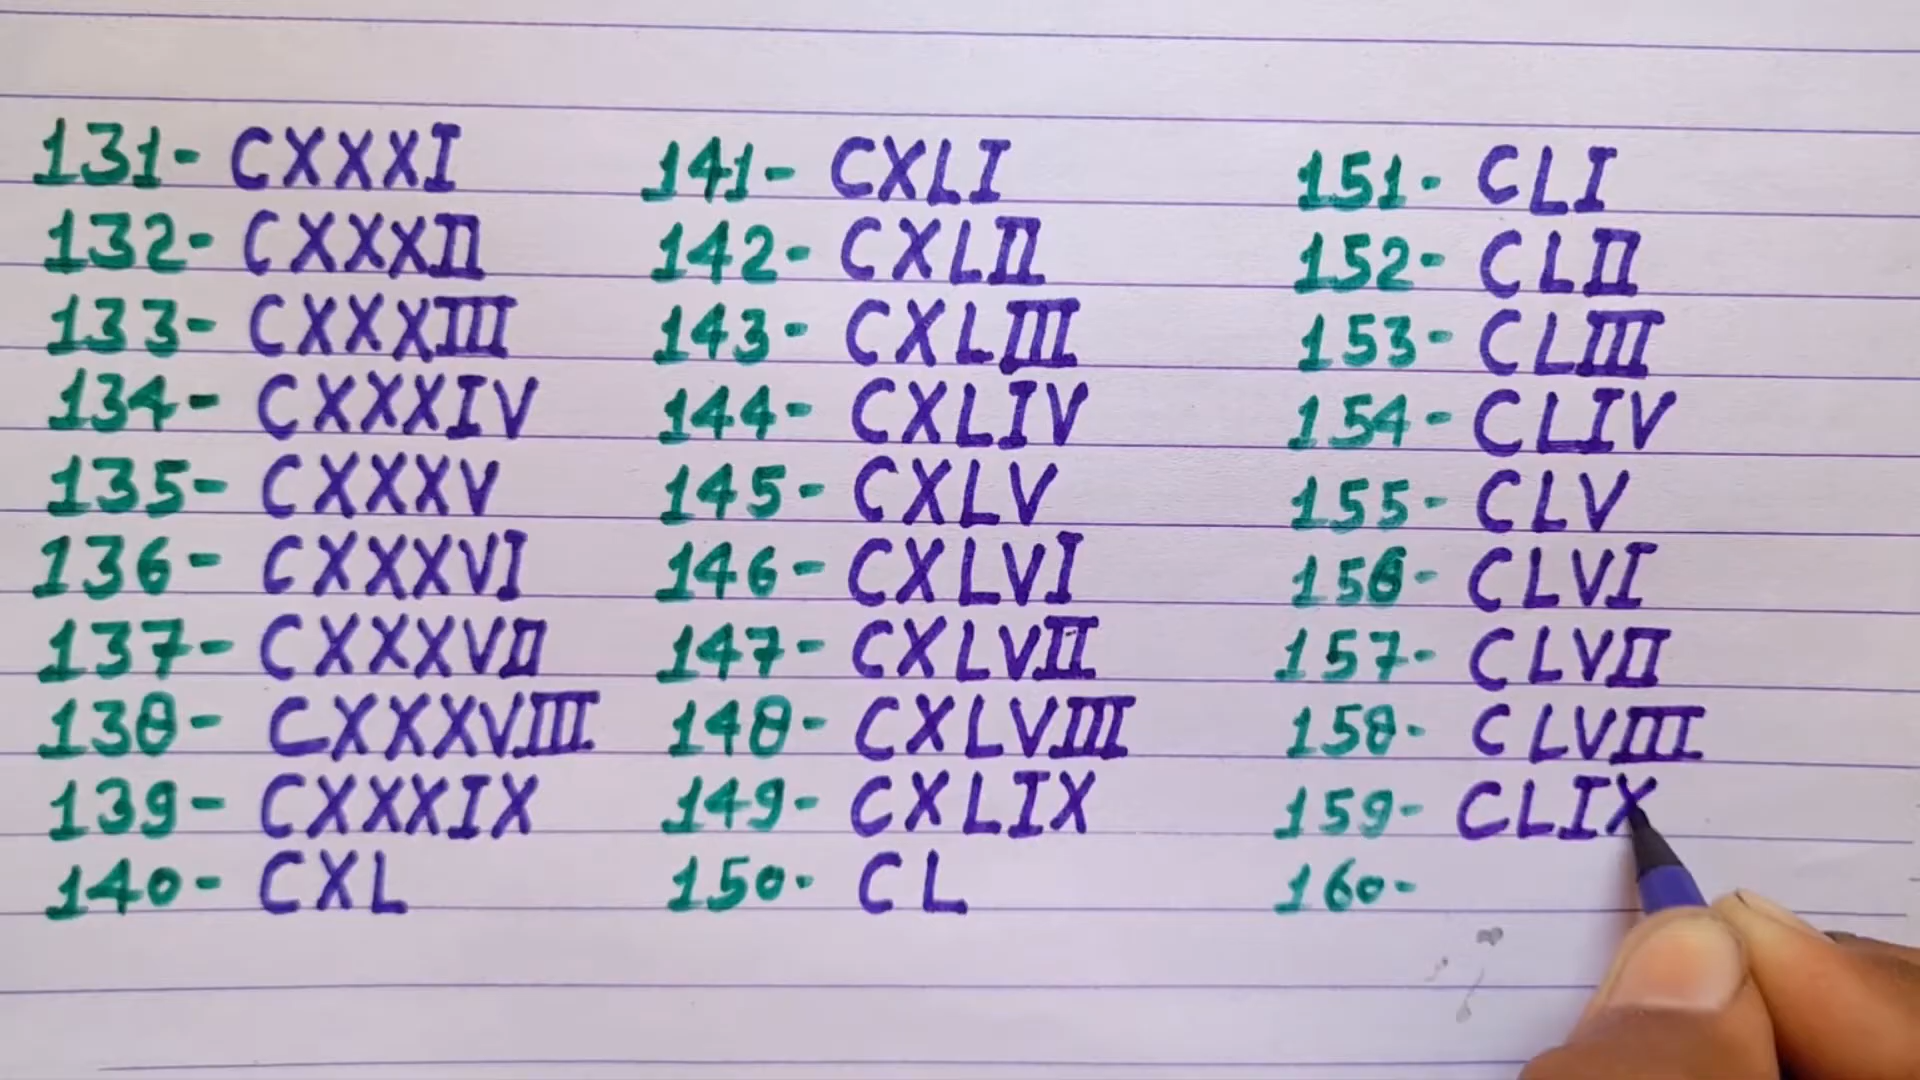 131- CXXXI
132- CXXXII
133- CXXXIII
134- CXXXIV
135- CXXXV
136- CXXXVI
137- CXXXVII
138- CXXXVIII
139- CXXXIX
140- CXL
141- CXLI
142- CXLII
143- CXLIII
144- CXLIV
145- CXLV
146- CXLVI
147- CXLVII
148- CXLVIII
149- CXLIX
150- CL
151- CLI
152- CLII
153- CLIII
154- CLIV
155- CLV
156- CLVI
157- CLVII
158- CLVIII
159- CLIX
160-